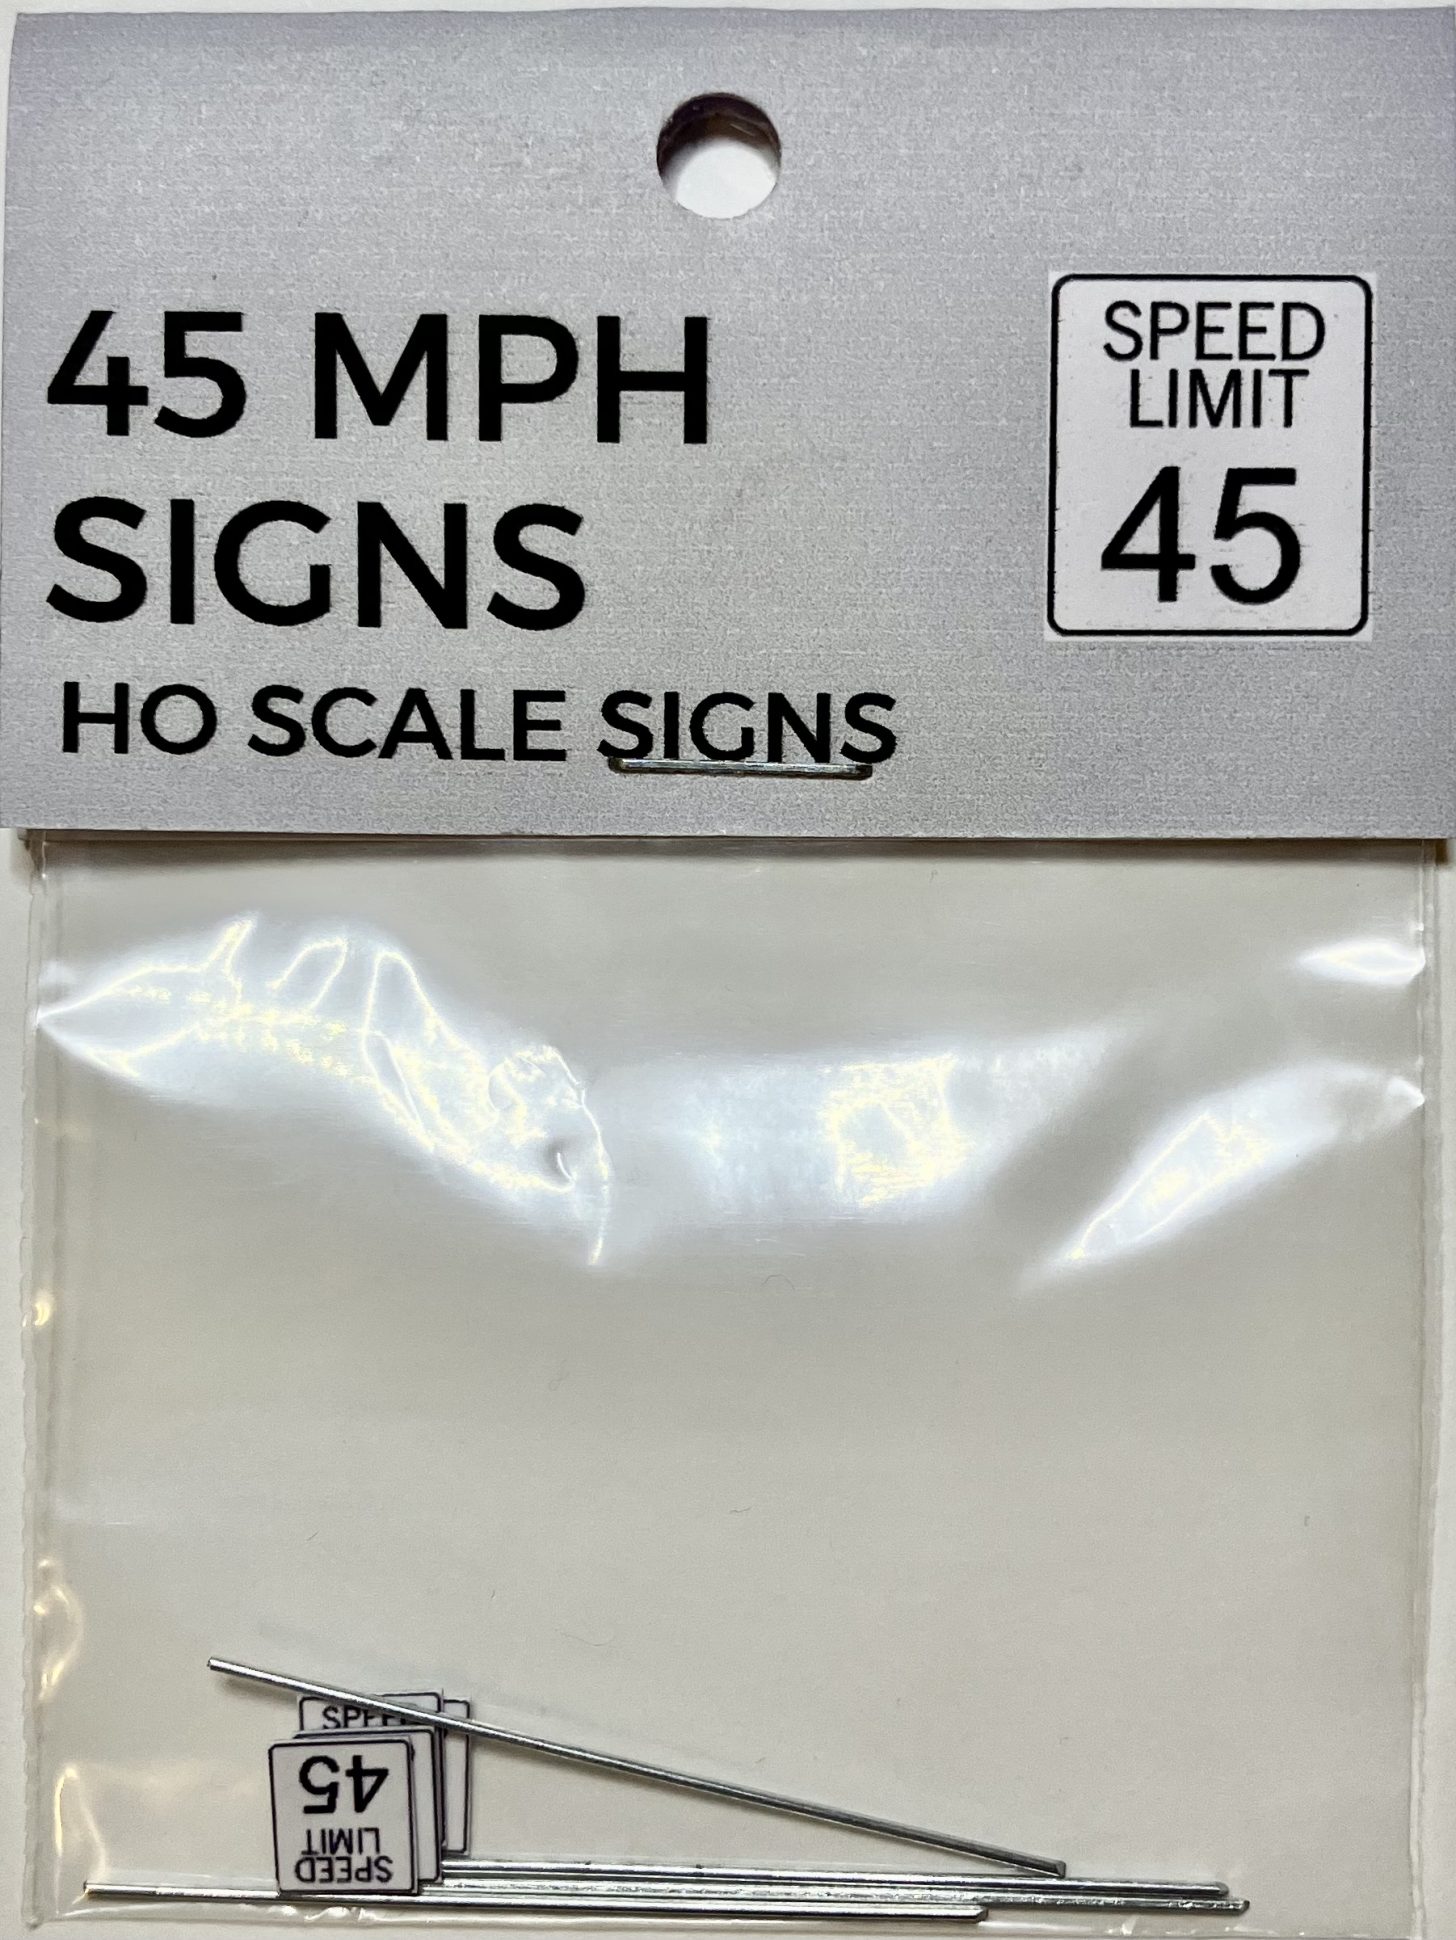 45 MPH
SIGNS
HO SCALE SIGNS
SPEED
LIMIT
45
SPEED
LIMIT
45